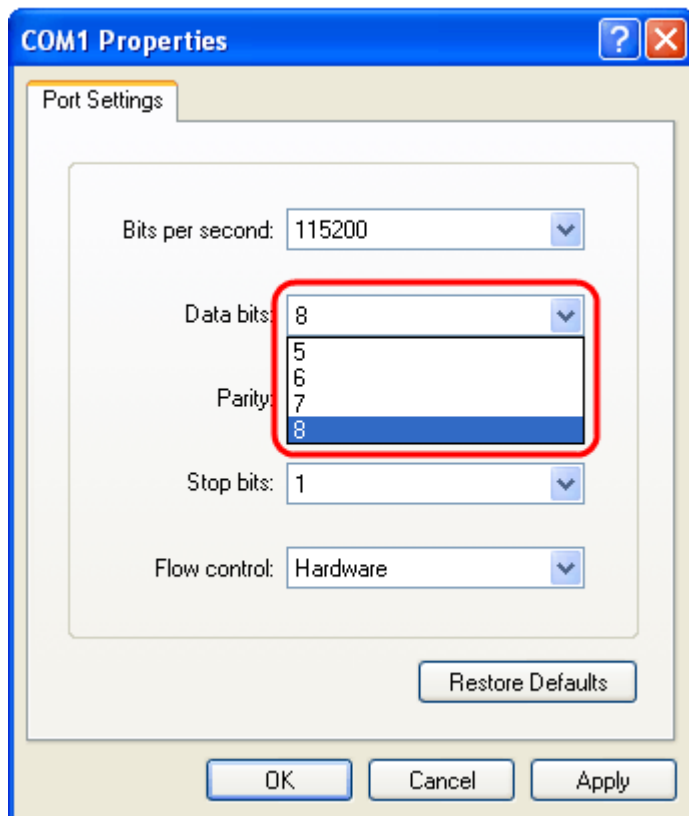 COM1 Properties
Port Settings
Bits per second: 115200
Data bits: 8
5
6
Parity: 7
8
Stop bits: 1
Flow control: Hardware
Restore Defaults
OK Cancel Apply